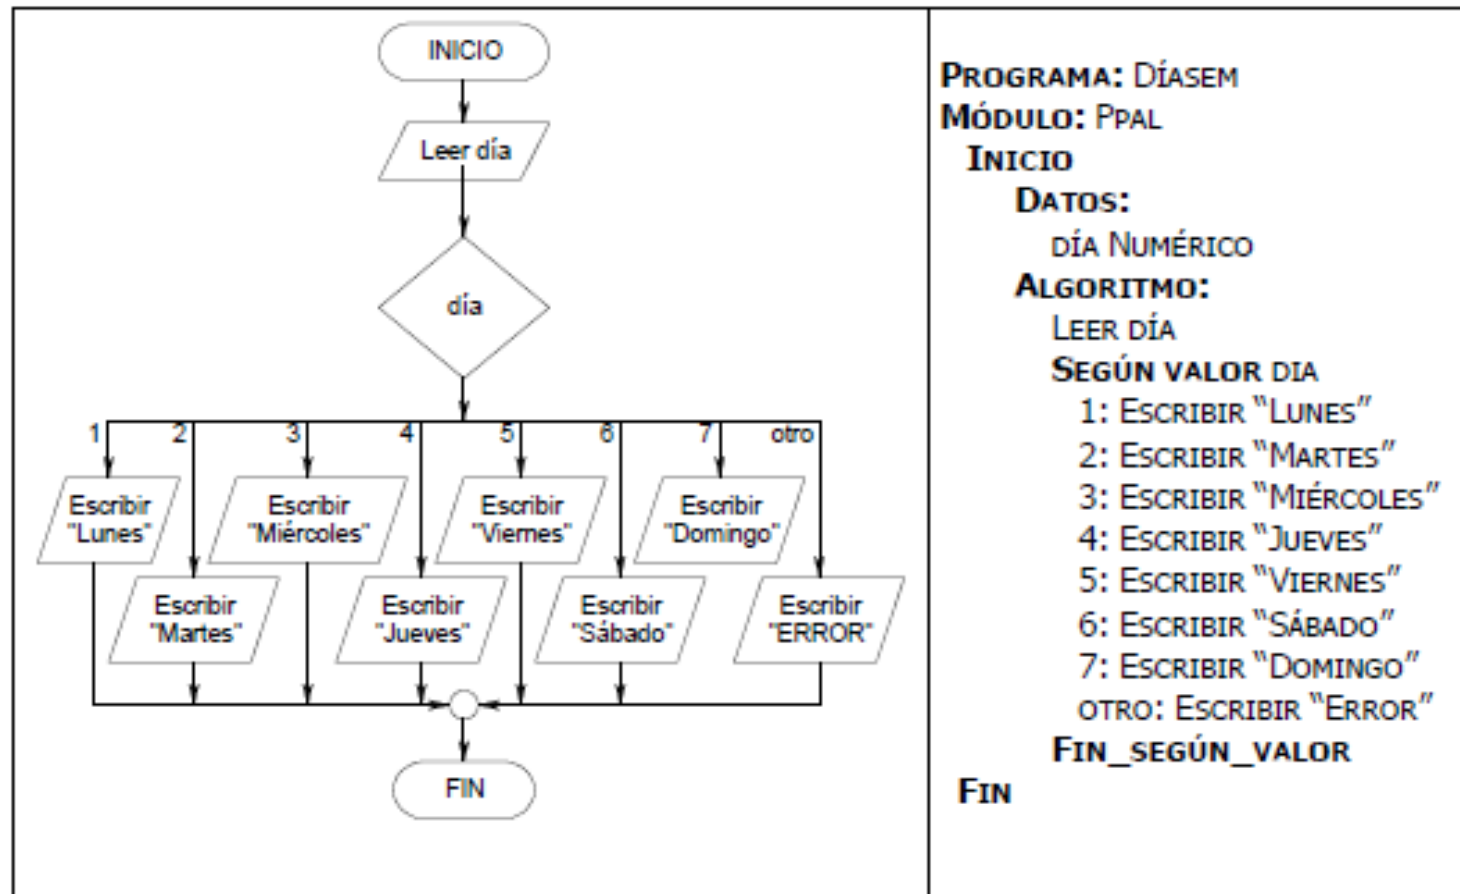 INICIO
Leer día
día
1 2 3 4 5 6 7 otro
Escribir
"Lunes"
Escribir
"Miércoles"
Escribir
"Viernes"
Escribir
"Domingo"
Escribir
"Martes"
Escribir
"Jueves"
Escribir
"Sábado"
Escribir
"ERROR"
FIN
PROGRAMA: DÍASEM
MÓDULO: PPAL
INICIO
DATOS:
DÍA NUMÉRICO
ALGORITMO:
LEER DÍA
SEGÚN VALOR DIA
1: ESCRIBIR “LUNES”
2: ESCRIBIR “MARTES”
3: ESCRIBIR “MIÉRCOLES”
4: ESCRIBIR “JUEVES”
5: ESCRIBIR “VIERNES”
6: ESCRIBIR “SÁBADO”
7: ESCRIBIR “DOMINGO”
OTRO: ESCRIBIR “ERROR”
FIN_SEGÚN_VALOR
FIN